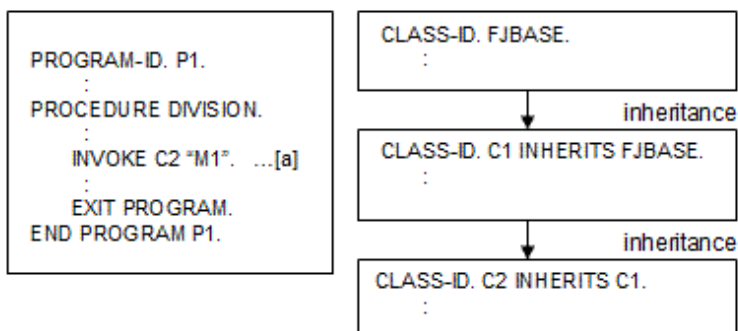 PROGRAM-ID. P1.
:
PROCEDURE DIVISION.
:
INVOKE C2 “M1”. ...[a]
:
EXIT PROGRAM.
END PROGRAM P1.
CLASS-ID. FJBASE.
:
inheritance
CLASS-ID. C1 INHERITS FJBASE.
:
inheritance
CLASS-ID. C2 INHERITS C1.
: